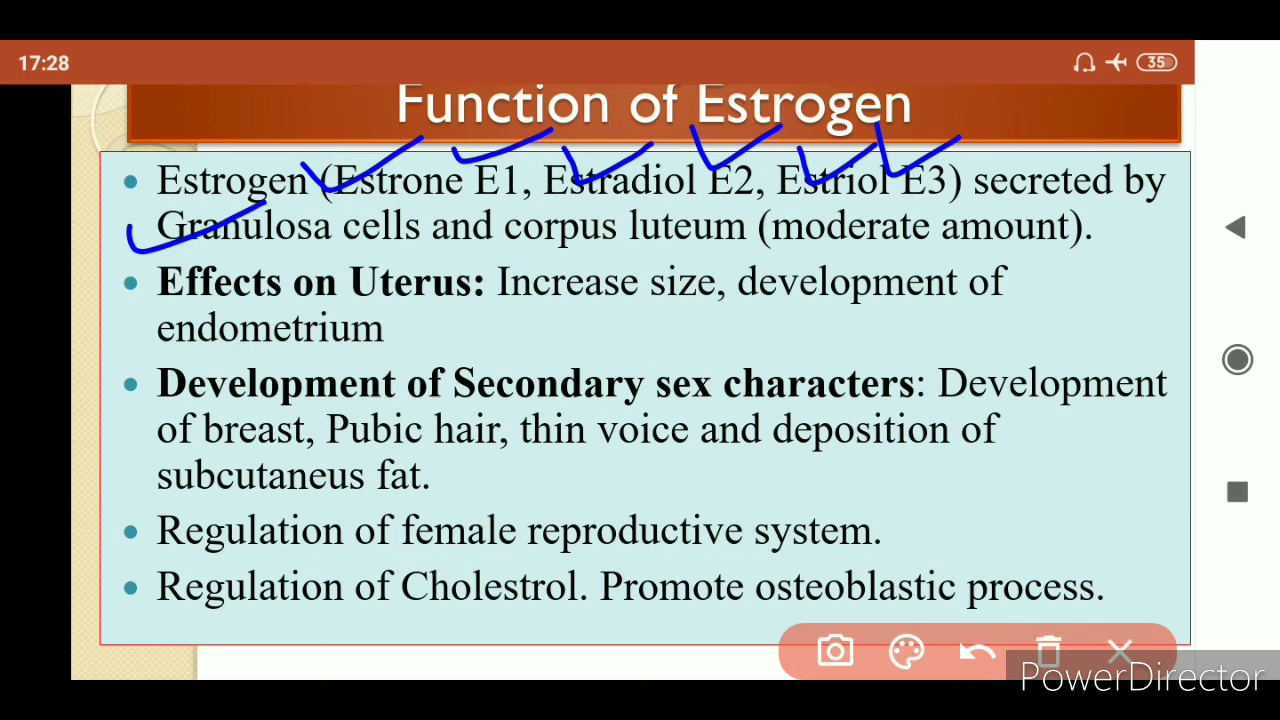 17:28
35
Function of Estrogen
• Estrogen (Estrone E1, Estradiol E2, Estriol E3) secreted by
Granulosa cells and corpus luteum (moderate amount).
• Effects on Uterus: Increase size, development of
endometrium
• Development of Secondary sex characters: Development
of breast, Pubic hair, thin voice and deposition of
subcutaneus fat.
• Regulation of female reproductive system.
• Regulation of Cholestrol. Promote osteoblastic process.
PowerDirector